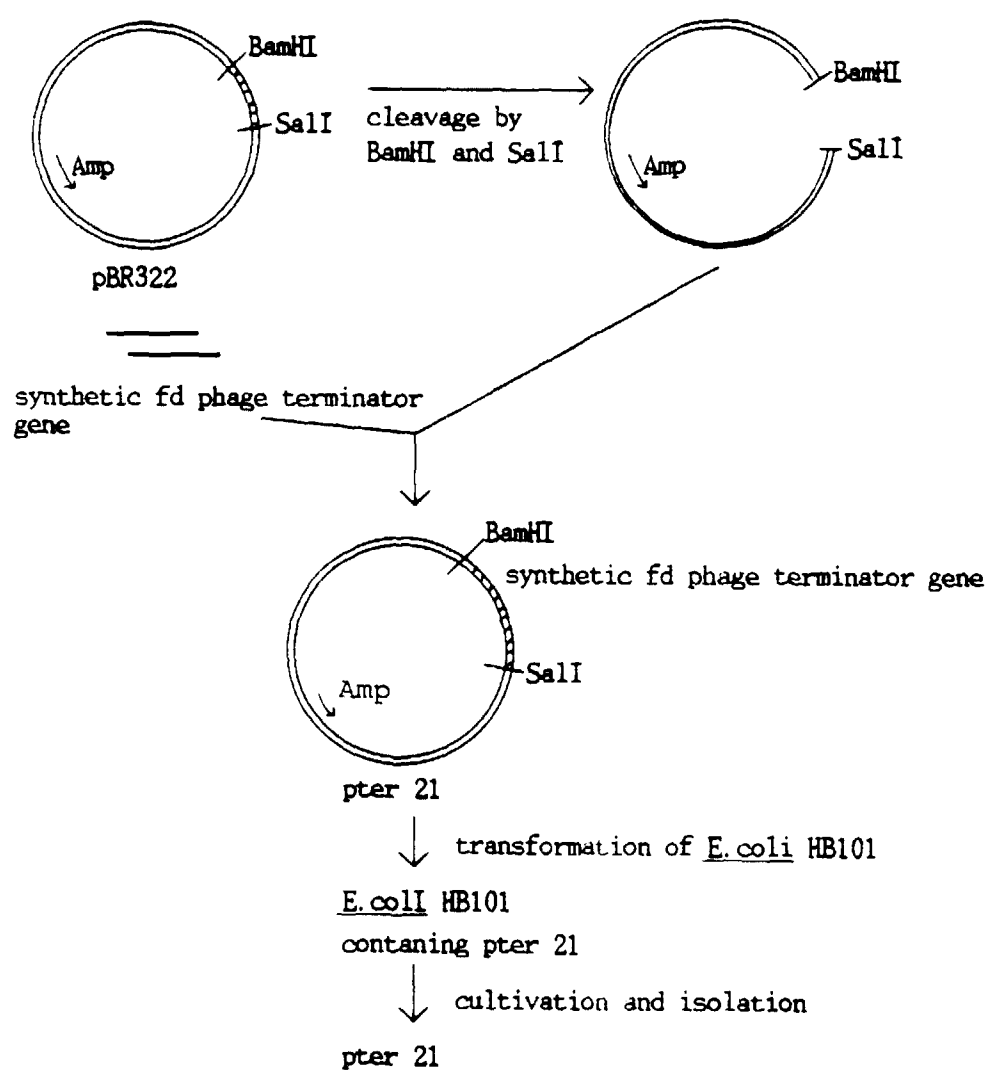 BamHI
SalI
Amp
pBR322
cleavage by
BamHI and SalI
BamHI
SalI
Amp
synthetic fd phage terminator
gene
BamHI
synthetic fd phage terminator gene
SalI
Amp
pter 21
transformation of E.coli HB101
E.colI HB101
contaning pter 21
cultivation and isolation
pter 21